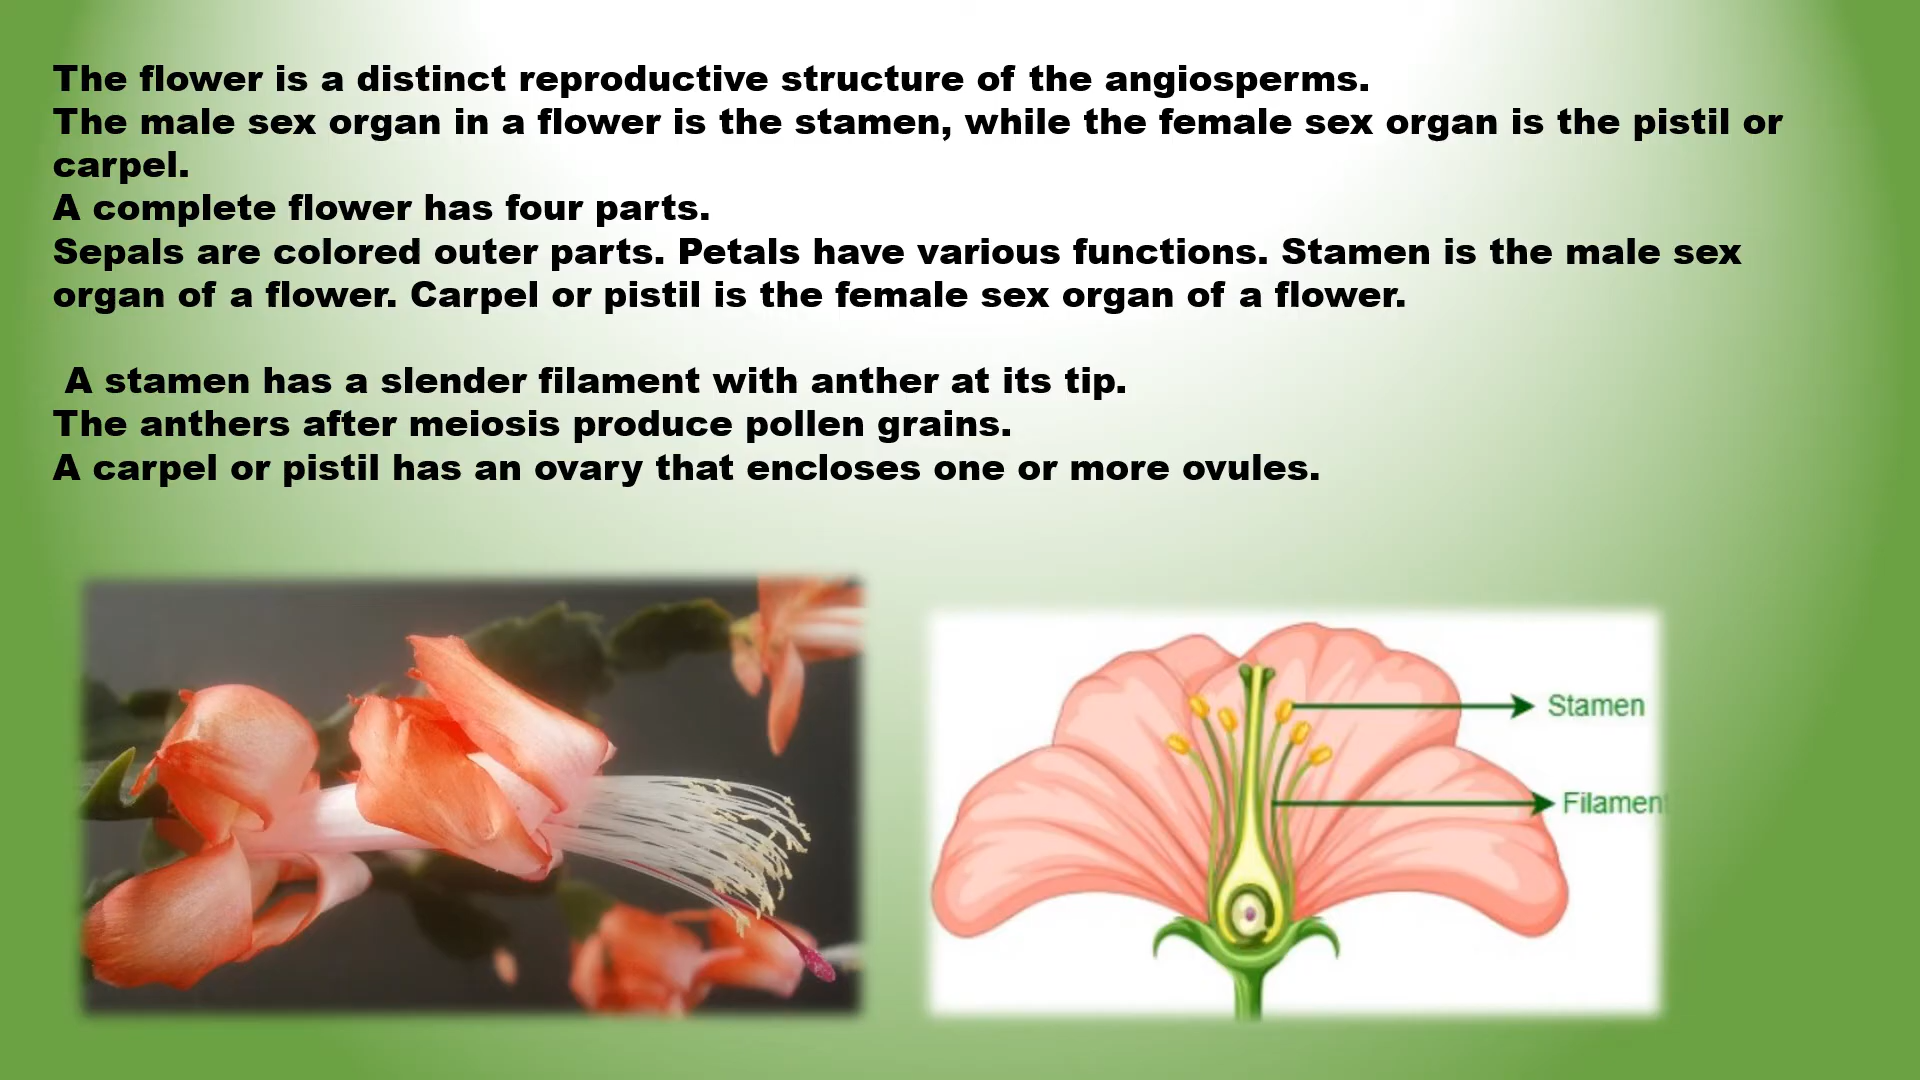 The flower is a distinct reproductive structure of the angiosperms.
The male sex organ in a flower is the stamen, while the female sex organ is the pistil or
carpel.
A complete flower has four parts.
Sepals are colored outer parts. Petals have various functions. Stamen is the male sex
organ of a flower. Carpel or pistil is the female sex organ of a flower.
A stamen has a slender filament with anther at its tip.
The anthers after meiosis produce pollen grains.
A carpel or pistil has an ovary that encloses one or more ovules.
Stamen
Filament